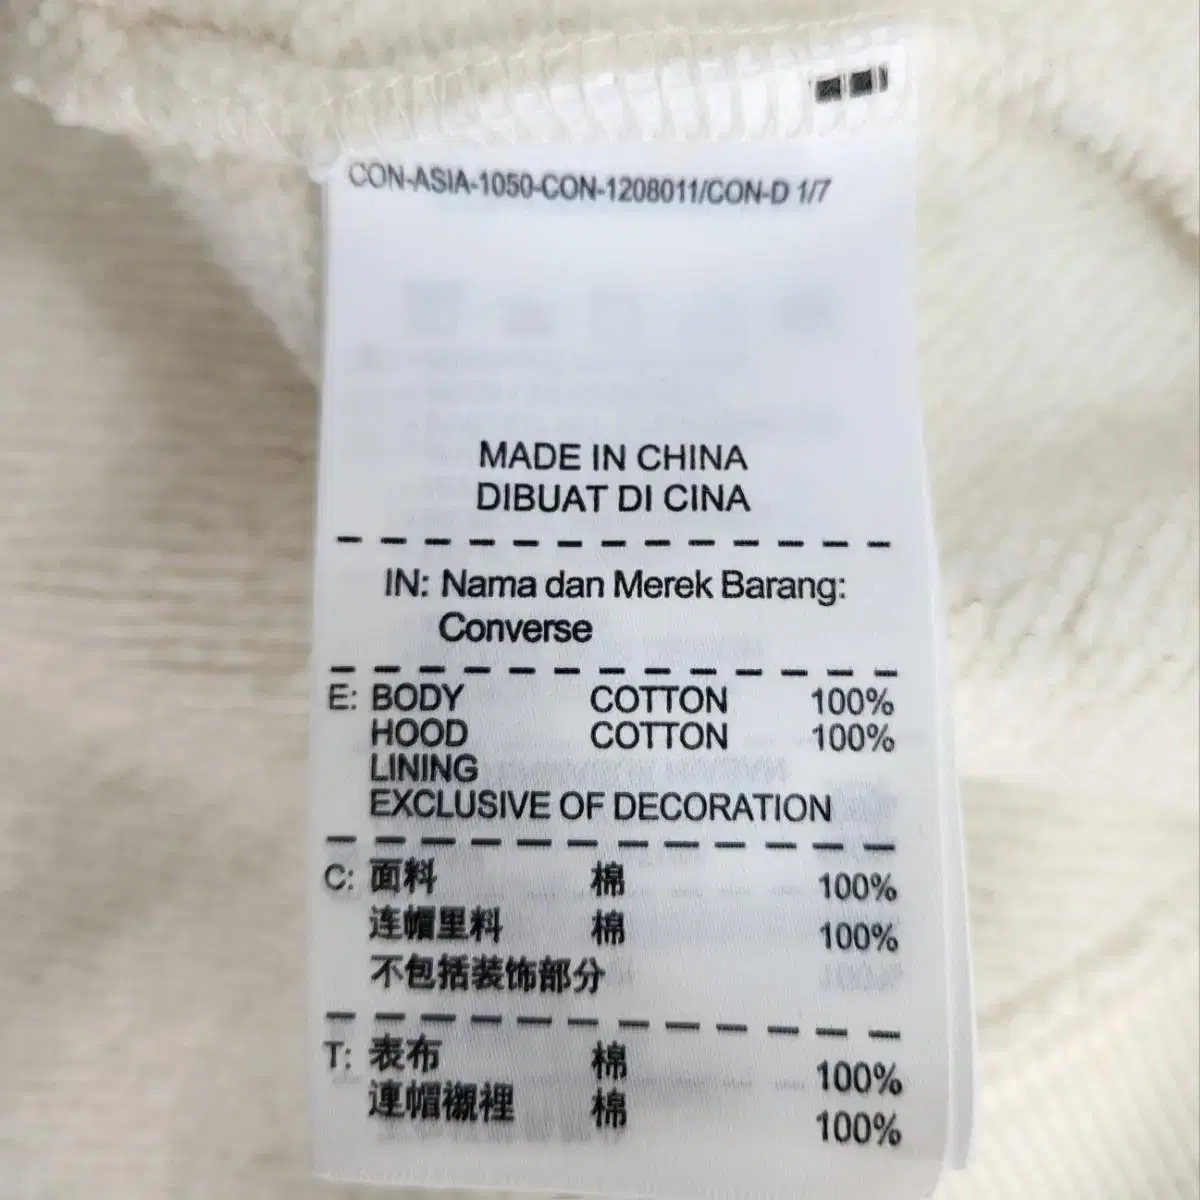 CON-ASIA-1050-CON-1208011/CON-D 1/7
MADE IN CHINA
DIBUAT DI CINA
IN: Nama dan Merek Barang:
Converse
E: BODY COTTON 100%
HOOD COTTON 100%
LINING
EXCLUSIVE OF DECORATION
C: 面料 棉 100%
连帽里料 棉 100%
不包括装饰部分
T: 表布 棉 100%
連帽襯裡 棉 100%